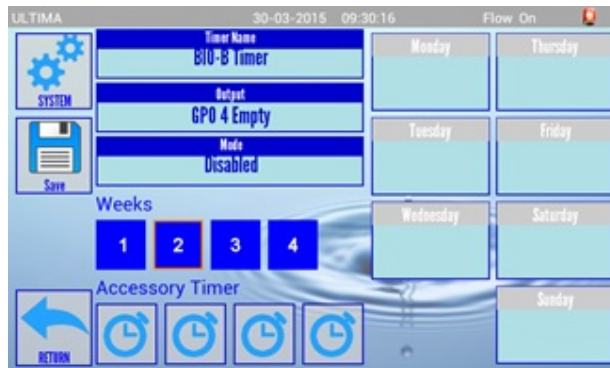 ULTIMA 30-03-2015 09:30:16 Flow On
Timer Name
BIO-B Timer
SYSTEM
Output
GPO 4 Empty
Mode
Disabled
Save
Weeks
1 2 3 4
Accessory Timer
RETURN
Monday Thursday
Tuesday Friday
Wednesday Saturday
Sunday